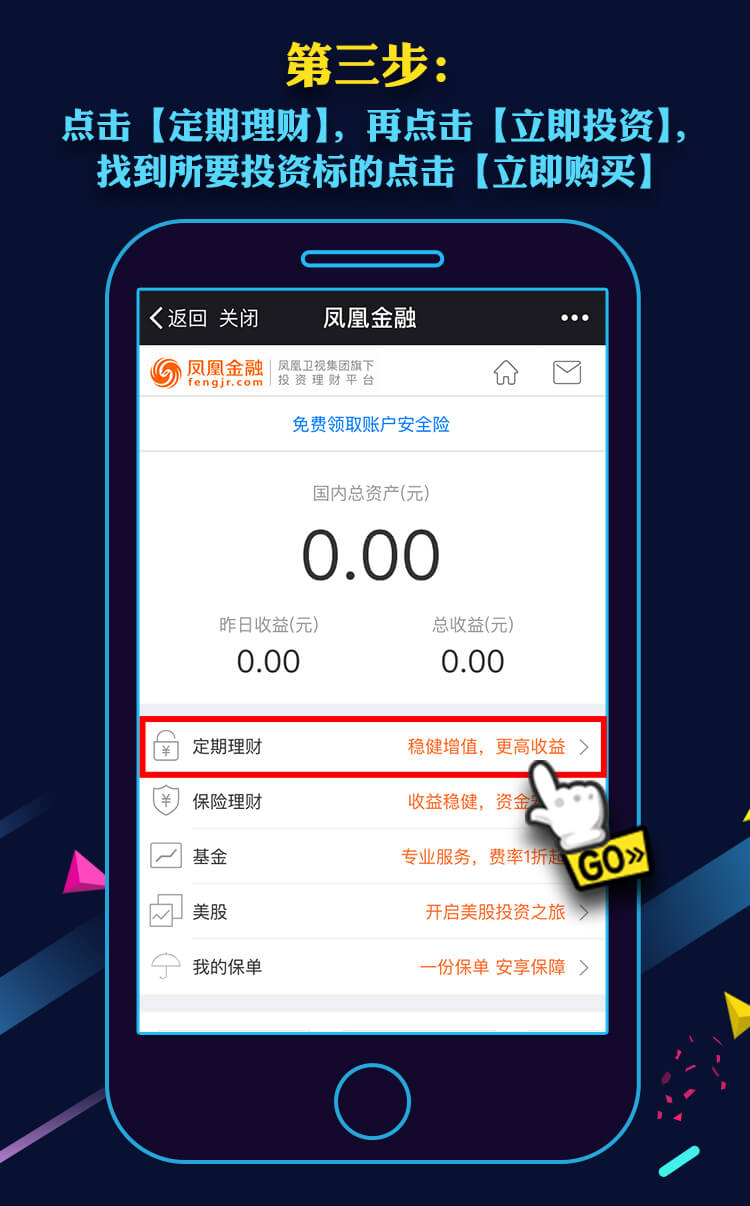 第三步：
点击【定期理财】，再点击【立即投资】，
找到所要投资标的点击【立即购买】
返回 关闭 凤凰金融 •••
凤凰金融 凤凰卫视集团旗下
fengjr.com 投资理财平台
免费领取账户安全险
国内总资产(元)
0.00
昨日收益(元) 总收益(元)
0.00 0.00
¥ 定期理财 稳健增值，更高收益
¥ 保险理财 收益稳健，资金
基金 专业服务，费率1折起
GO»
美股 开启美股投资之旅
我的保单 一份保单 安享保障